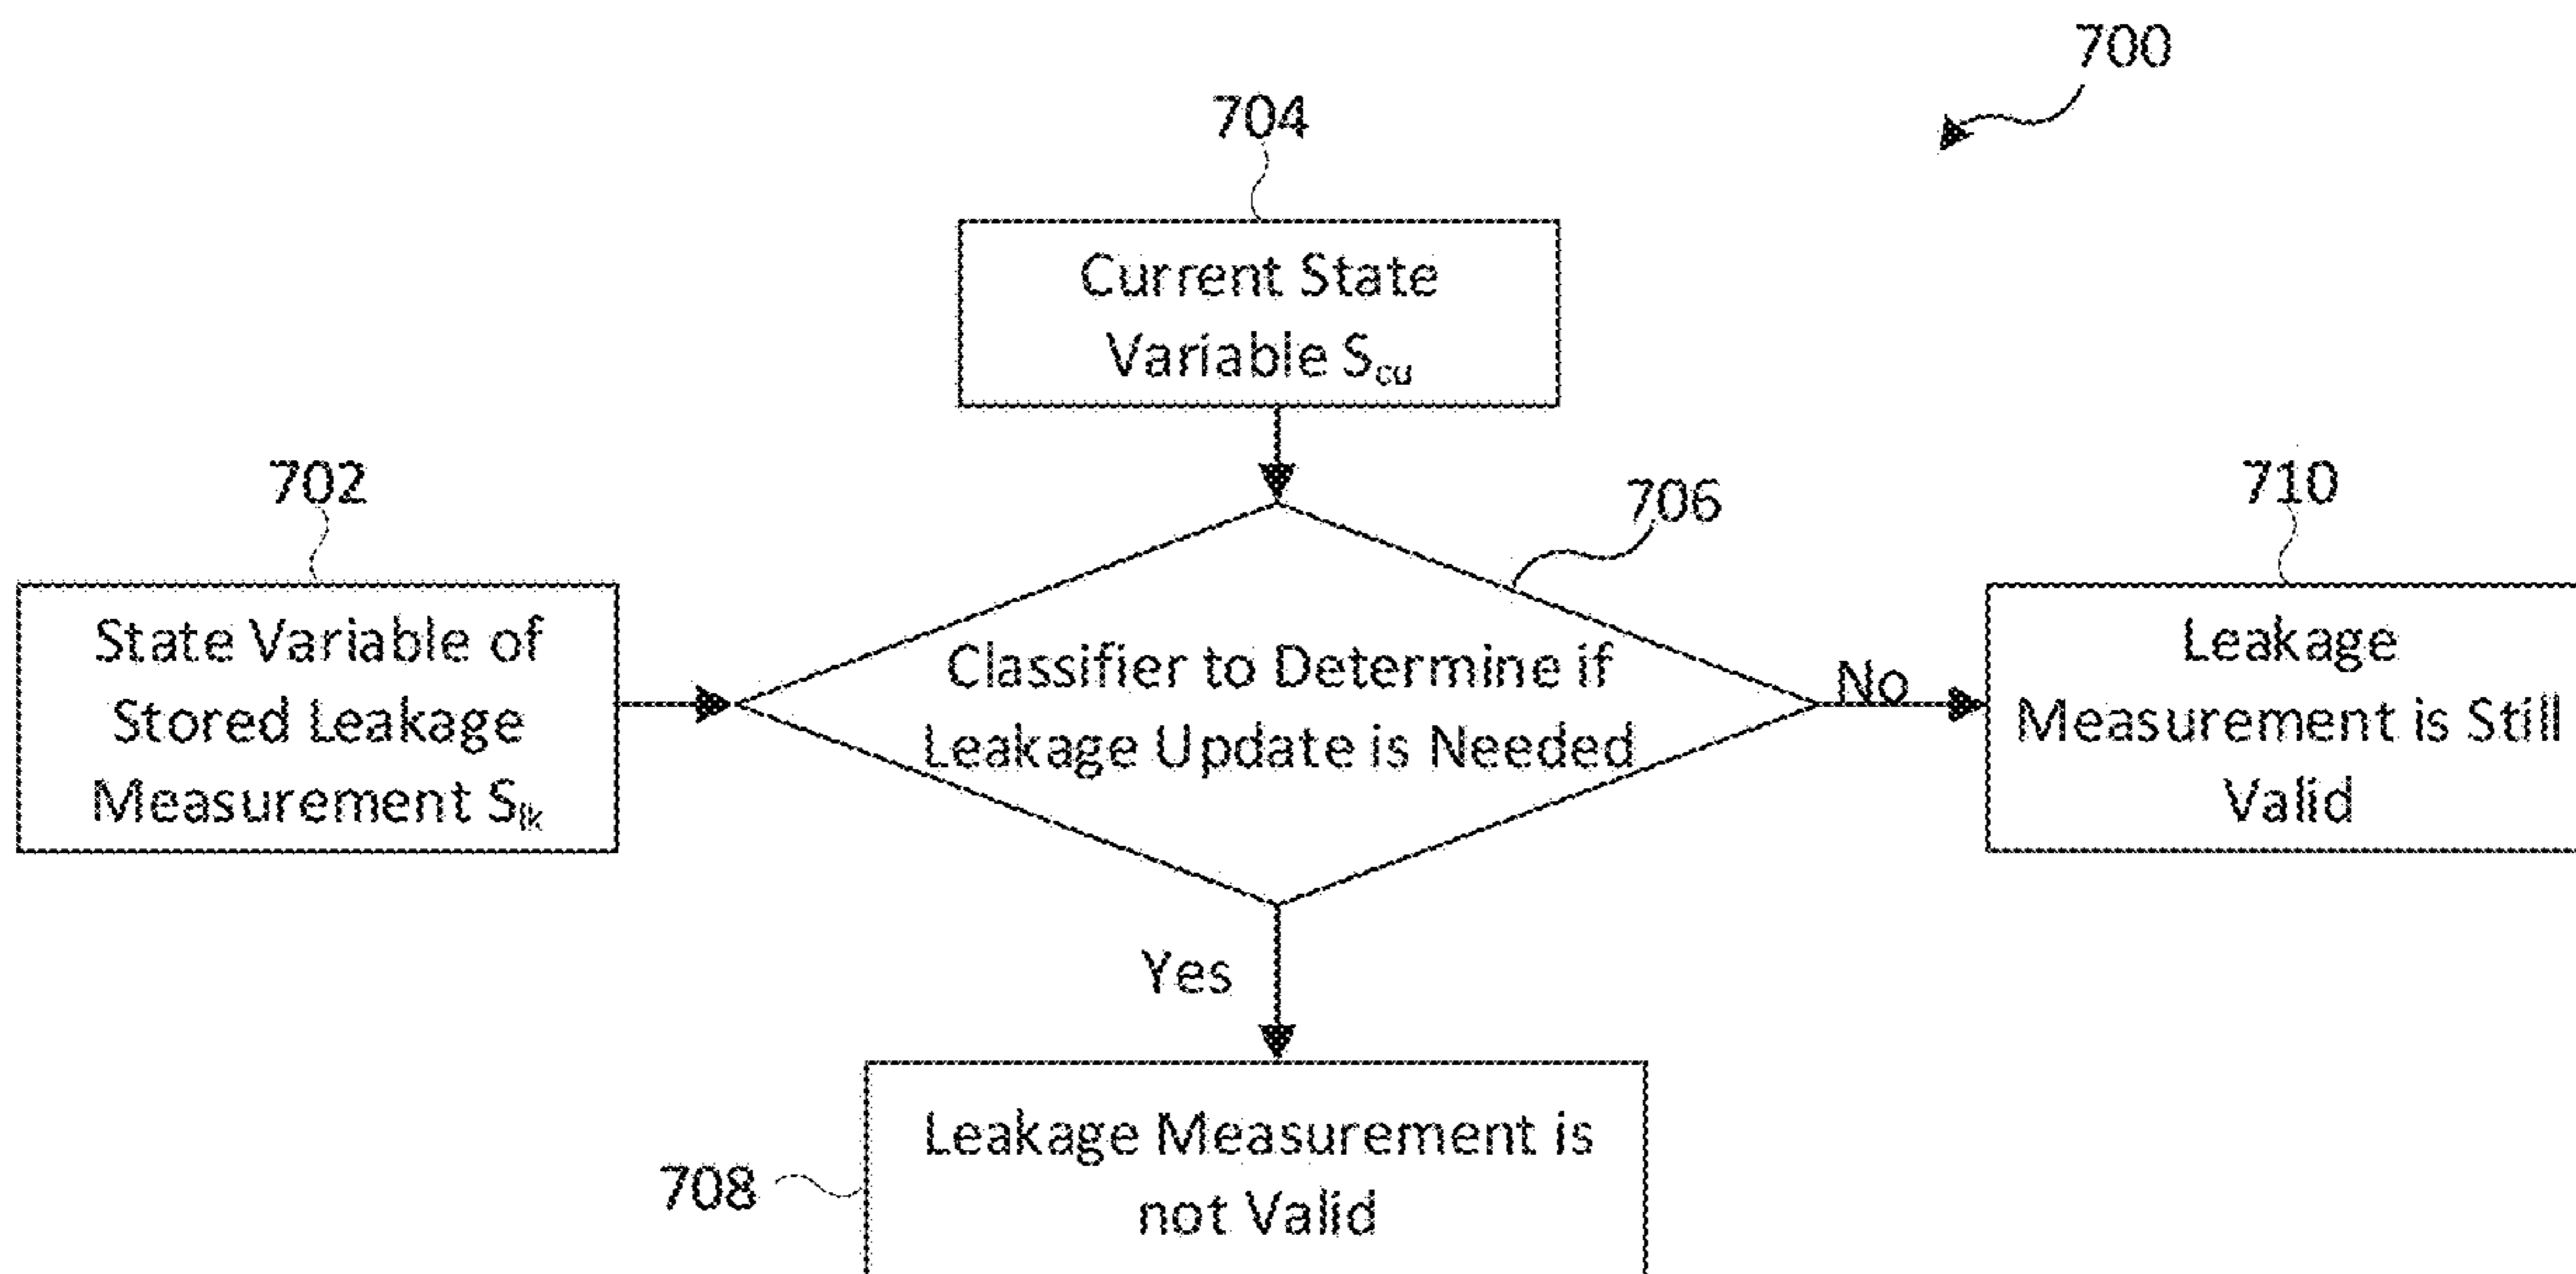 700
704
Current State
Variable Scu
702
State Variable of
Stored Leakage
Measurement Slk
706
Classifier to Determine if
Leakage Update is Needed
No
710
Leakage
Measurement is Still
Valid
Yes
708
Leakage Measurement is
not Valid